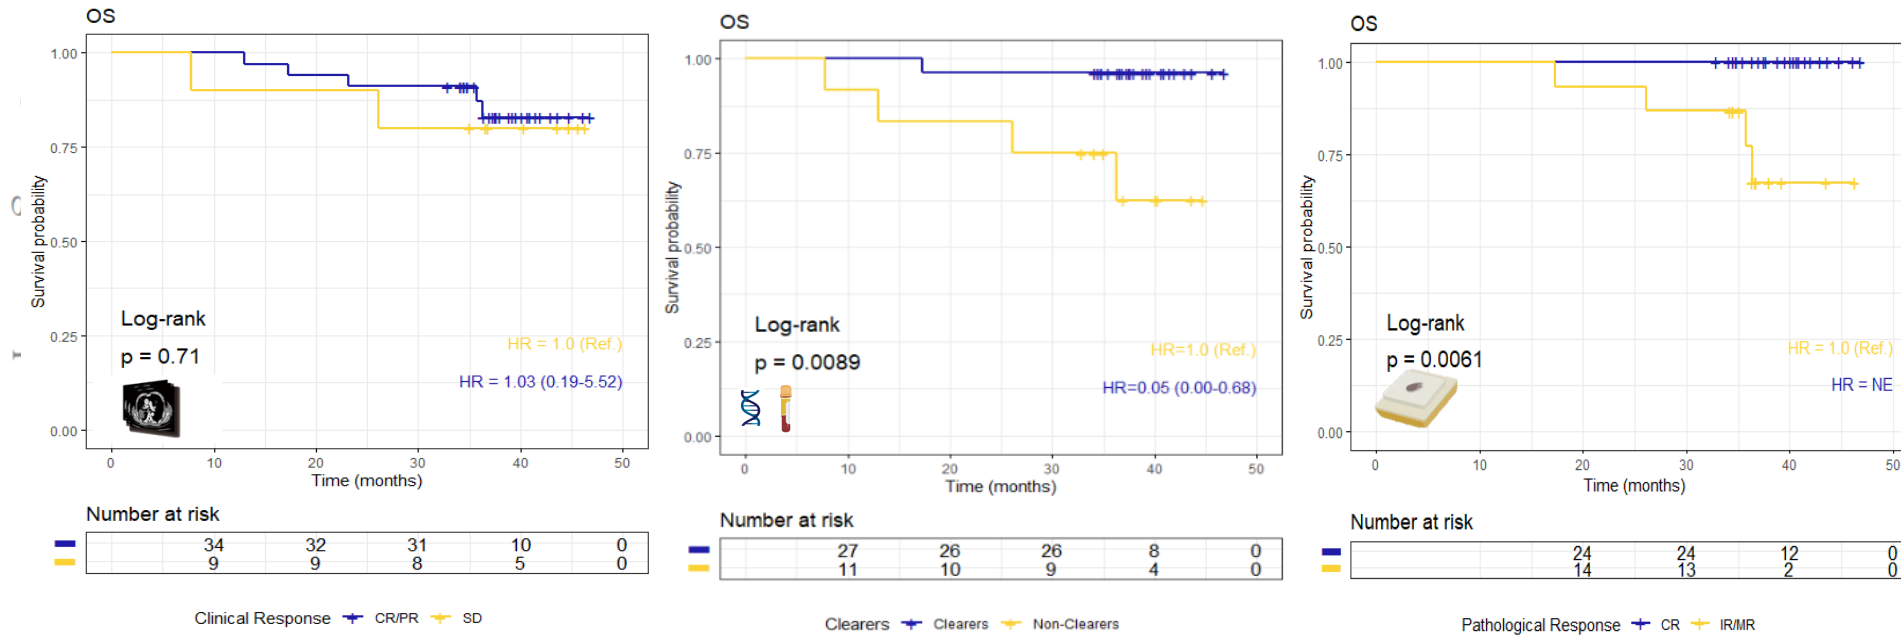 OS
1.00
0.75
0.50
0.25
0.00
Survival probability
Log-rank
p = 0.71
HR = 1.0 (Ref.)
HR = 1.03 (0.19-5.52)
0 10 20 30 40 50
Time (months)
Number at risk
34 32 31 10 0
9 9 8 5 0
Clinical Response CR/PR SD
OS
1.00
0.75
0.50
0.25
0.00
Survival probability
Log-rank
p = 0.0089
HR=1.0 (Ref.)
HR=0.05 (0.00-0.68)
0 10 20 30 40 50
Time (months)
Number at risk
27 26 26 8 0
11 10 9 4 0
Clearers Clearers Non-Clearers
OS
1.00
0.75
0.50
0.25
0.00
Survival probability
Log-rank
p = 0.0061
HR = 1.0 (Ref.)
HR = NE
0 10 20 30 40 50
Time (months)
Number at risk
24 24 12 0
14 13 2 0
Pathological Response CR IR/MR